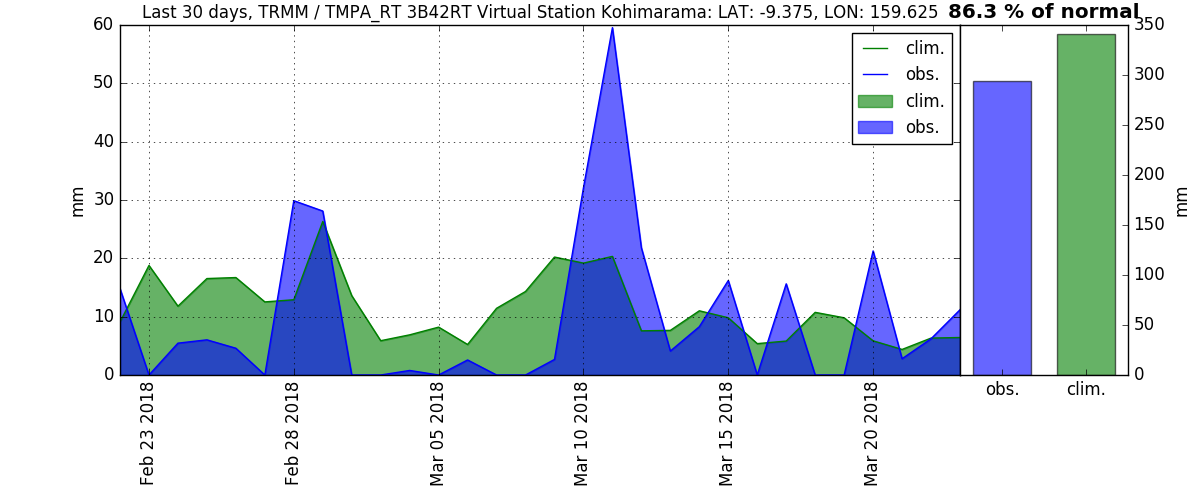 Last 30 days, TRMM / TMPA_RT 3B42RT Virtual Station Kohimarama: LAT: -9.375, LON: 159.625
86.3 % of normal
mm
60
50
40
30
20
10
0
clim.
obs.
clim.
obs.
Feb 23 2018
Feb 28 2018
Mar 05 2018
Mar 10 2018
Mar 15 2018
Mar 20 2018
350
300
250
200
150
100
50
0
mm
obs.
clim.